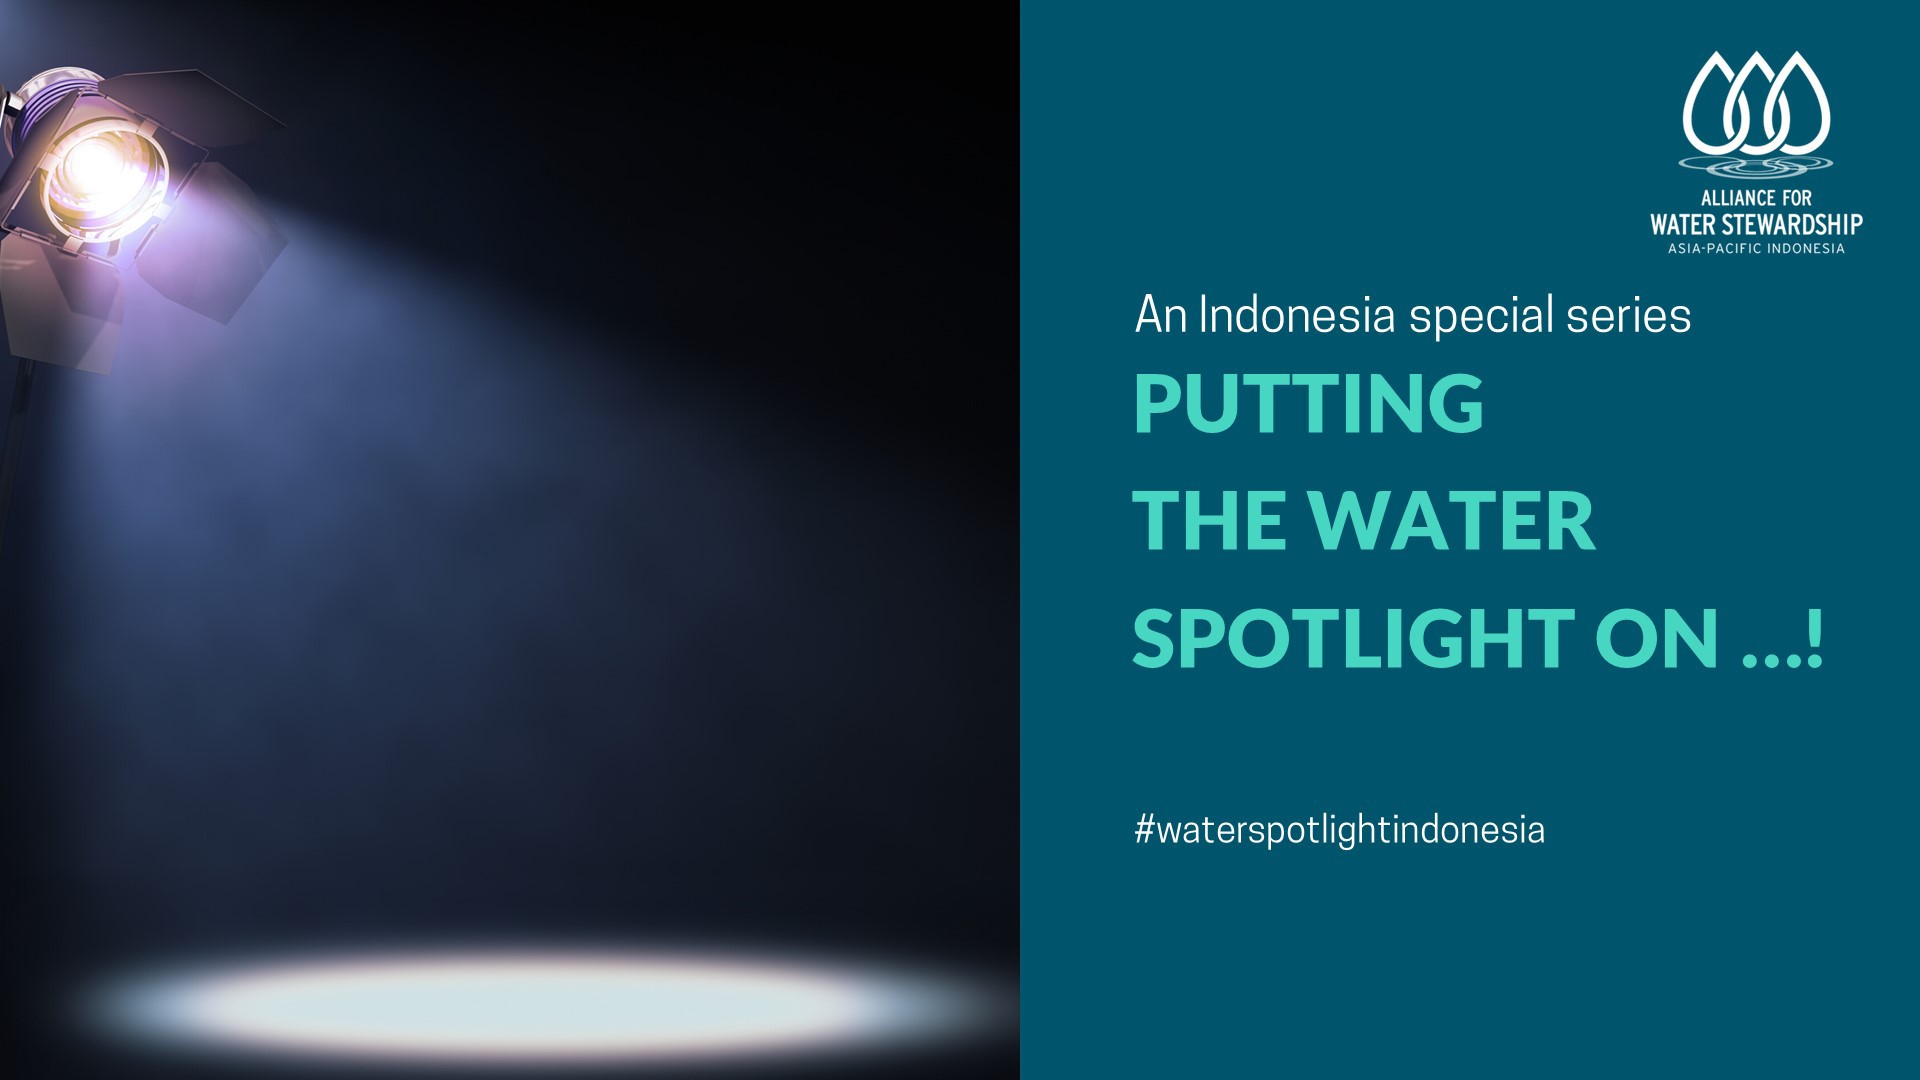 ALLIANCE FOR
WATER STEWARDSHIP
ASIA-PACIFIC INDONESIA
An Indonesia special series
PUTTING
THE WATER
SPOTLIGHT ON ...!
#waterspotlightindonesia